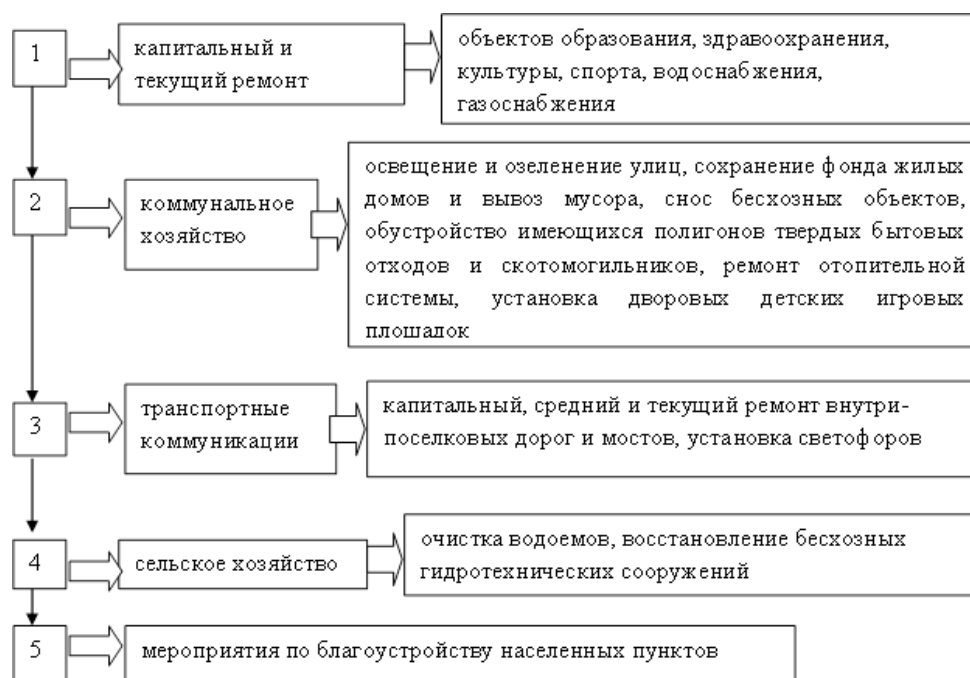 1
капитальный и
текущий ремонт
объектов образования, здравоохранения,
культуры, спорта, водоснабжения,
газоснабжения
2
коммунальное
хозяйство
освещение и озеленение улиц, сохранение фонда жилых
домов и вывоз мусора, снос бесхозных объектов,
обустройство имеющихся полигонов твердых бытовых
отходов и скотомогильников, ремонт отопительной
системы, установка дворовых детских игровых
площадок
3
транспортные
коммуникации
капитальный, средний и текущий ремонт внутри-
поселковых дорог и мостов, установка светофоров
4
сельское хозяйство
очистка водоемов, восстановление бесхозных
гидротехнических сооружений
5
мероприятия по благоустройству населенных пунктов